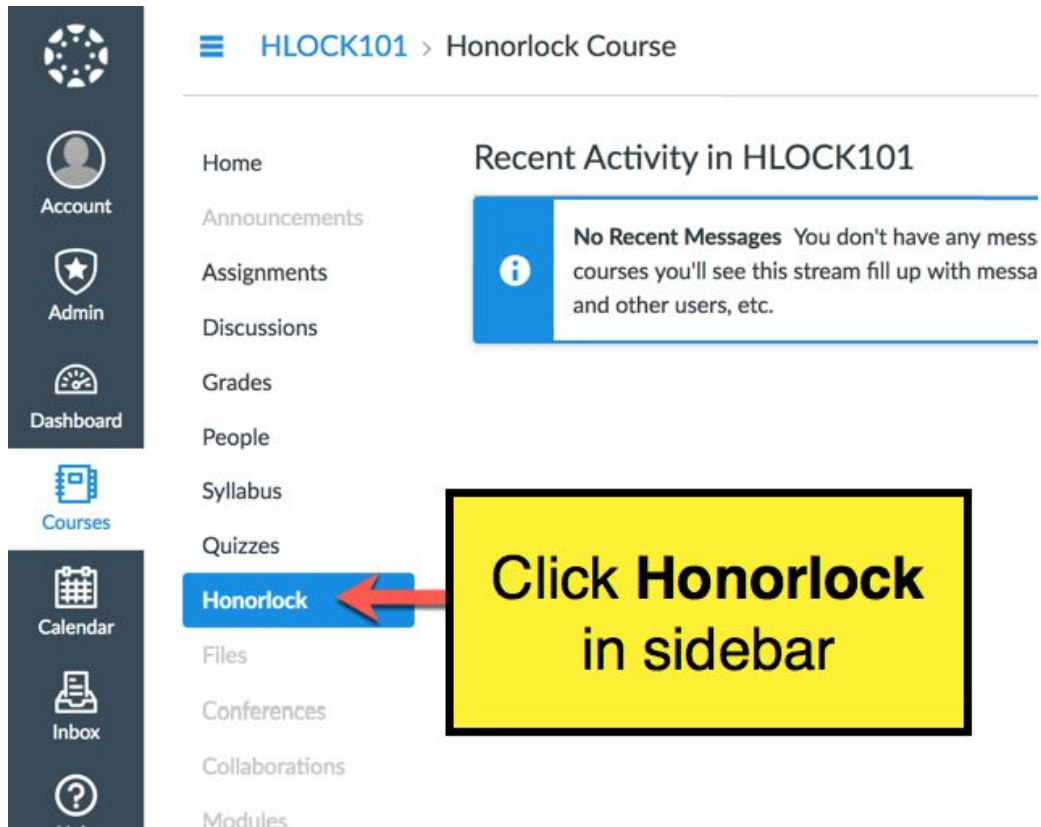 HLOCK101 > Honorlock Course
Account
Admin
Dashboard
Courses
Calendar
Inbox
Home
Announcements
Assignments
Discussions
Grades
People
Syllabus
Quizzes
Honorlock
Files
Conferences
Collaborations
Modules
Recent Activity in HLOCK101
No Recent Messages You don't have any
courses you'll see this stream fill up with
and other users, etc.
Click Honorlock
in sidebar